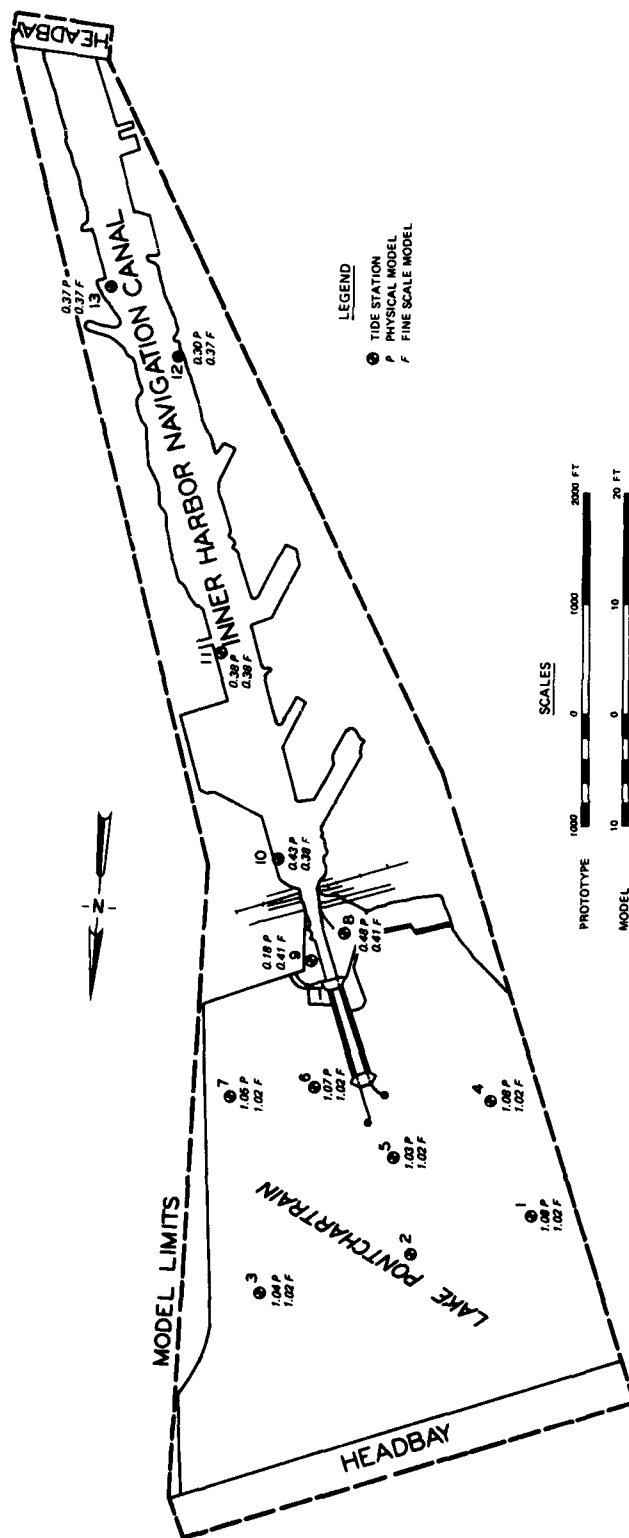 HEADBAY
INNER HARBOR NAVIGATION CANAL
13
0.37 P
0.37 F
12
0.30 P
0.37 F
11
0.38 P
0.38 F
10
0.43 P
0.38 F
9
0.18 P
0.41 F
8
0.48 P
0.41 F
7
1.05 P
1.02 F
6
1.07 P
1.02 F
5
1.03 P
1.02 F
4
1.08 P
1.02 F
3
1.04 P
1.02 F
2
1
1.08 P
1.02 F
MODEL LIMITS
LAKE PONTCHARTRAIN
HEADBAY
N
LEGEND
TIDE STATION
P PHYSICAL MODEL
F FINE SCALE MODEL
SCALES
PROTOTYPE 1000 0 1000 2000 FT
MODEL 10 0 10 20 FT